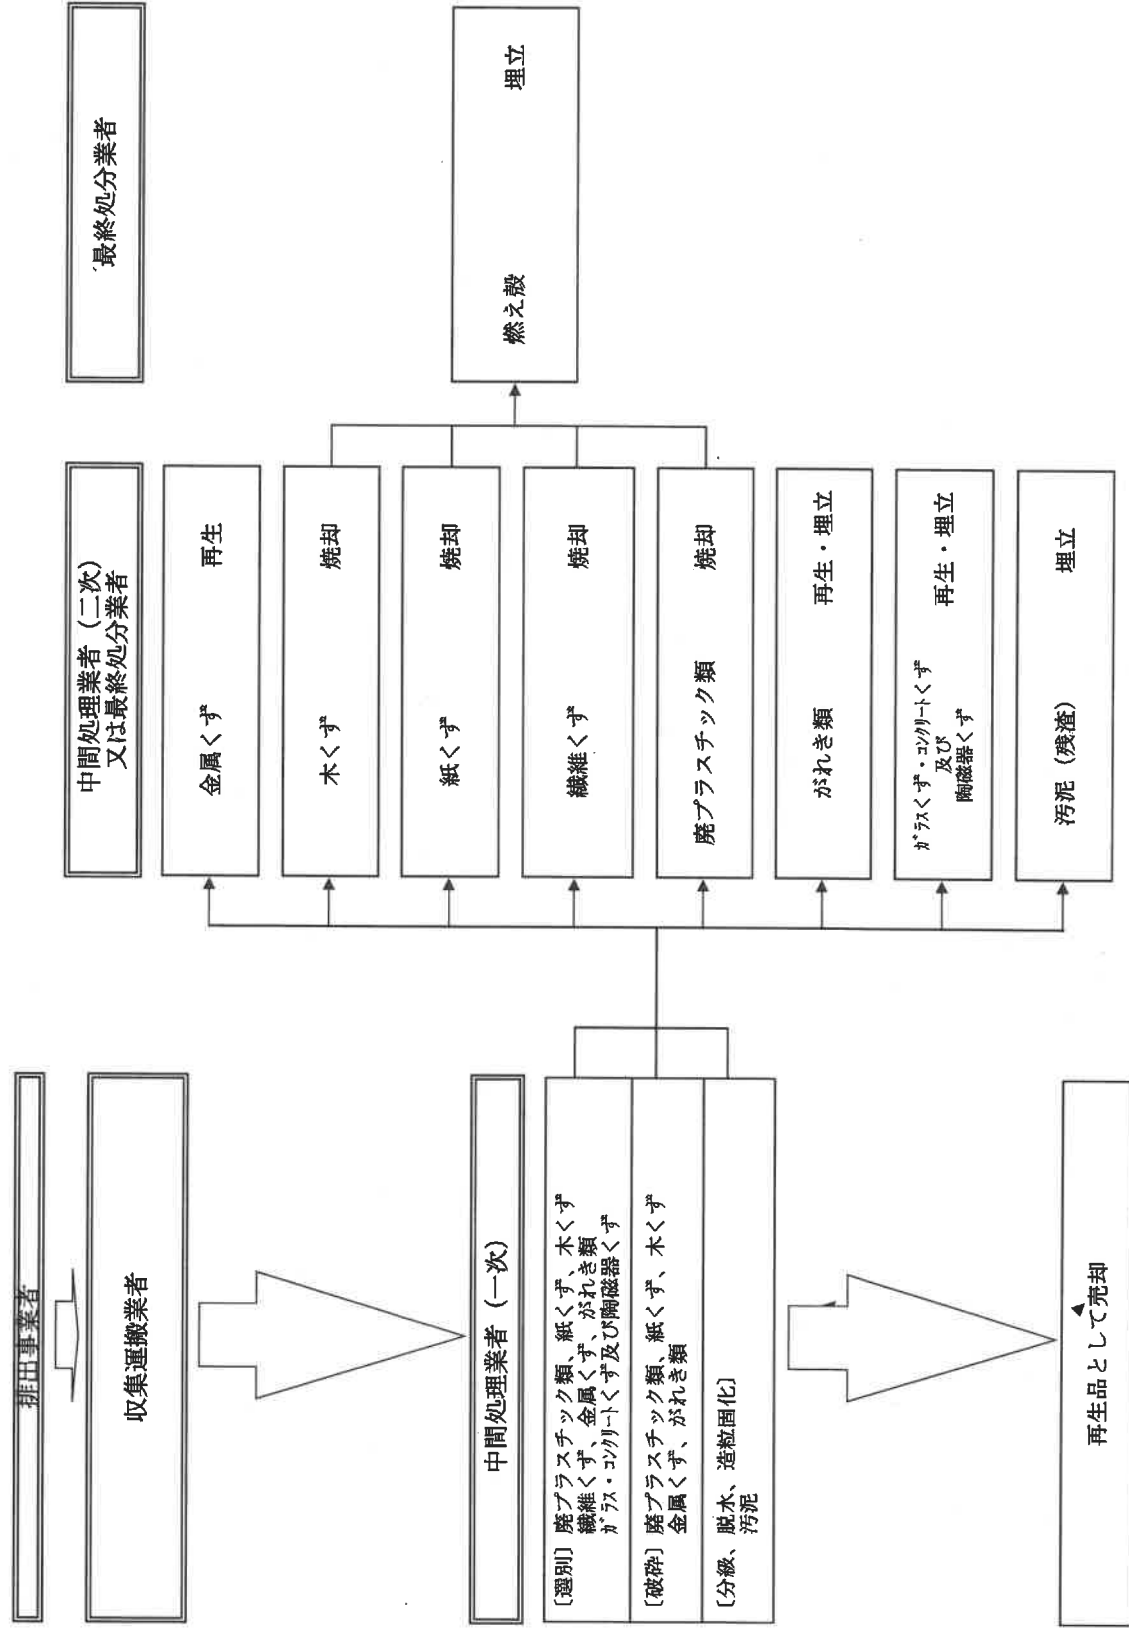 排出事業者
収集運搬業者
中間処理業者（一次）
［選別］廃プラスチック類、紙くず、木くず
繊維くず、金属くず、がれき類
ｶﾞﾗｽ・ｺﾝｸﾘｰﾄくず及び陶磁器くず
［破砕］廃プラスチック類、紙くず、木くず
金属くず、がれき類
［分級、脱水、造粒固化］
汚泥
再生品として売却
中間処理業者（二次）
又は最終処分業者
金属くず 再生
木くず 焼却
紙くず 焼却
繊維くず 焼却
廃プラスチック類 焼却
がれき類 再生・埋立
ｶﾞﾗｽくず・ｺﾝｸﾘｰﾄくず
及び
陶磁器くず
再生・埋立
汚泥（残渣） 埋立
最終処分業者
燃え殻 埋立